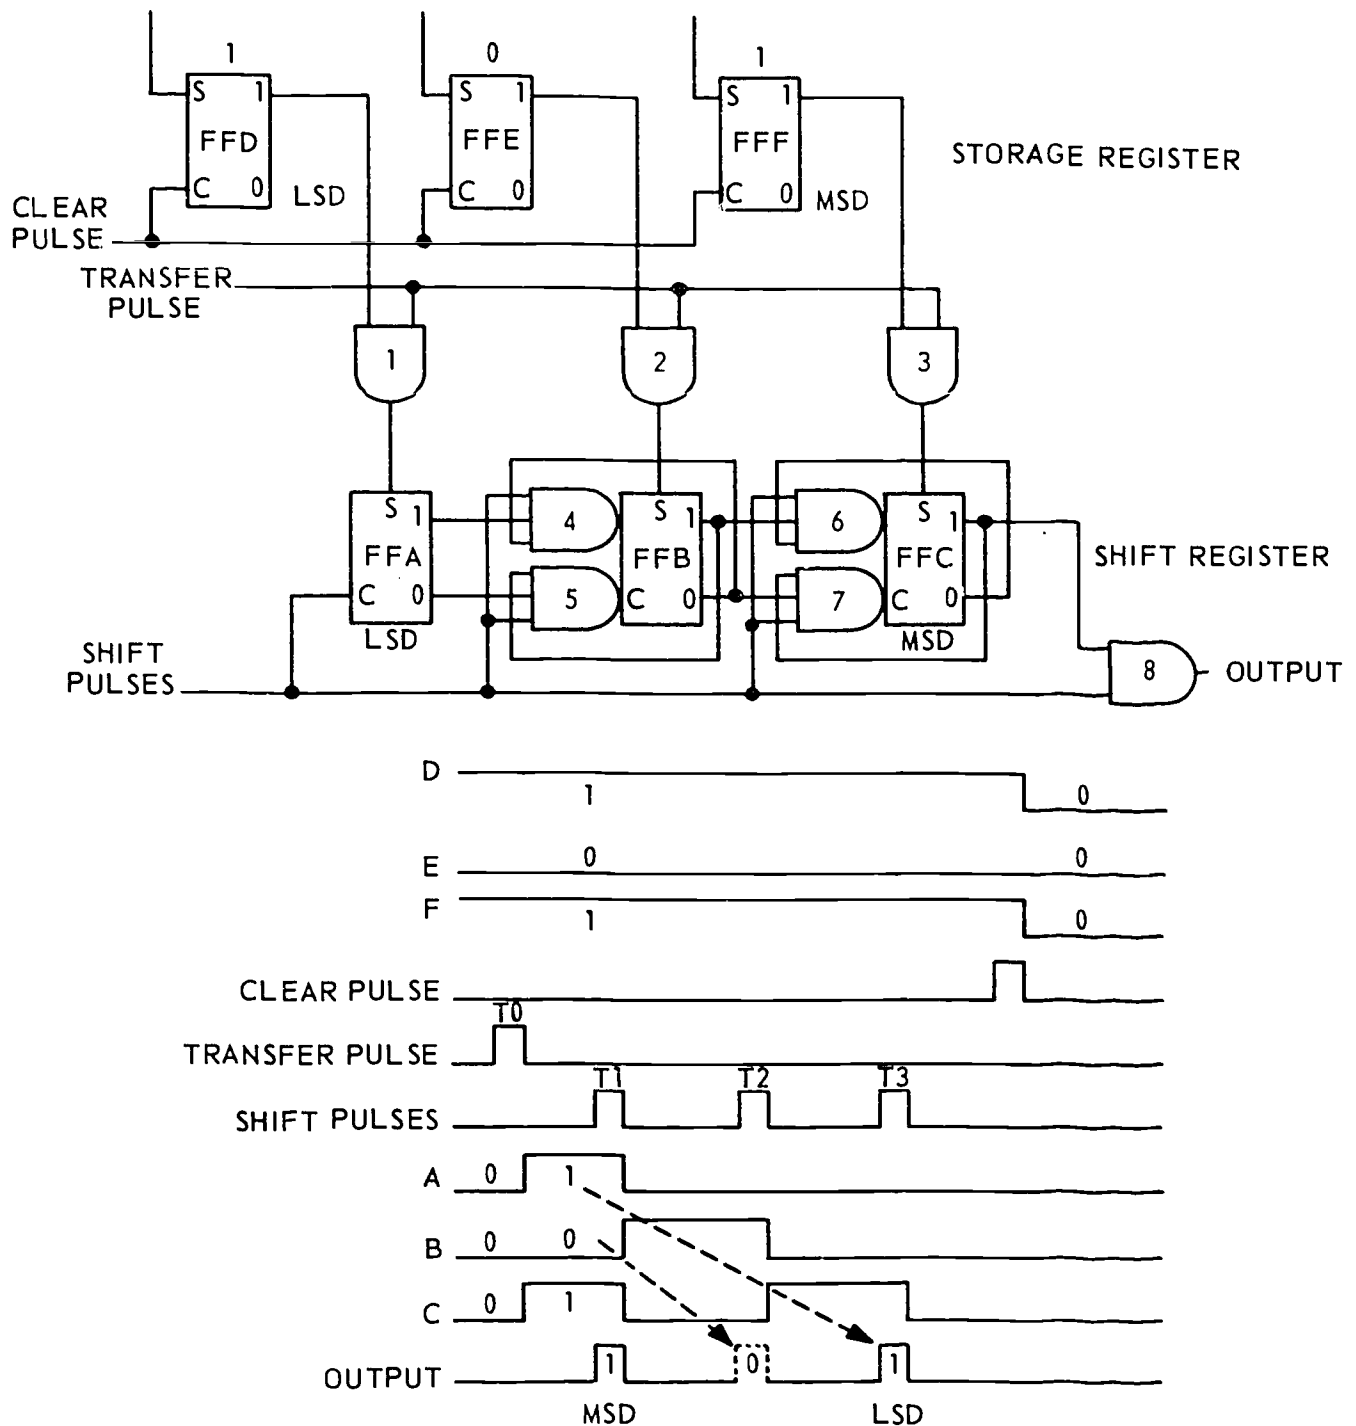 1 0 1
S 1 S 1 S 1
FFD FFE FFF
STORAGE REGISTER
C 0 LSD C 0 C 0 MSD
CLEAR
PULSE
TRANSFER
PULSE
1 2 3
S 1 4 S 1 6 S 1
FFA FFB FFC SHIFT REGISTER
C 0 5 C 0 7 C 0
LSD MSD
SHIFT
PULSES
8 OUTPUT
D
1 0
E 0 0
F
1 0
CLEAR PULSE
T0
TRANSFER PULSE
T1 T2 T3
SHIFT PULSES
A 0 1
B 0 0
C 0 1
OUTPUT 1 0 1
MSD LSD